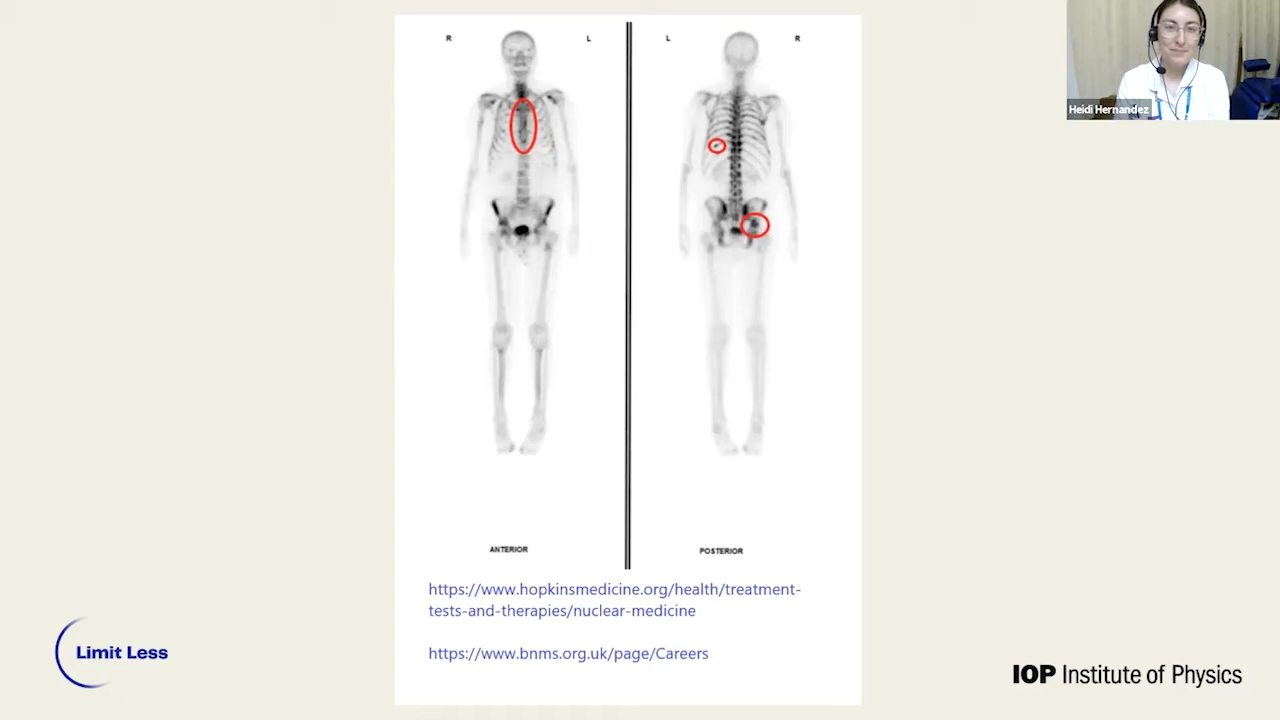 R
L
L
R
Heidi Hernandez
ANTERIOR
POSTERIOR
https://www.hopkinsmedicine.org/health/treatment-
tests-and-therapies/nuclear-medicine
https://www.bnms.org.uk/page/Careers
Limit Less
IOP Institute of Physics